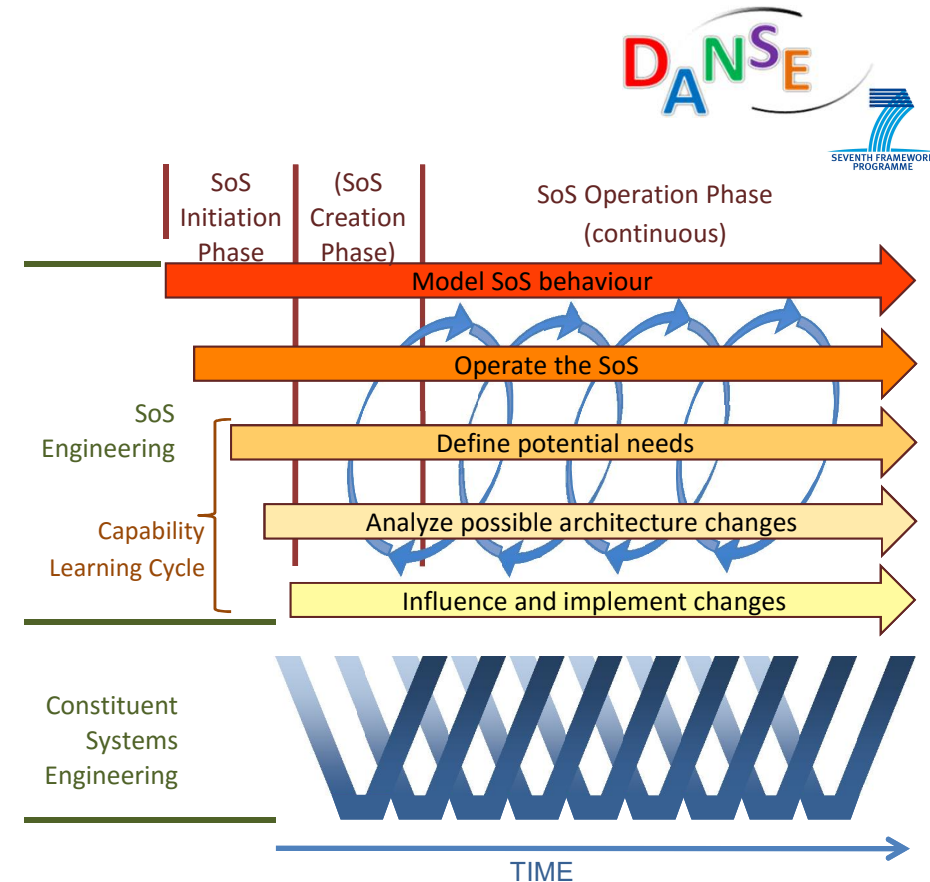 DANSE
SEVENTH FRAMEWORK
PROGRAMME
SoS
Initiation
Phase
(SoS
Creation
Phase)
SoS Operation Phase
(continuous)
Model SoS behaviour
Operate the SoS
SoS
Engineering
Define potential needs
Capability
Learning Cycle
Analyze possible architecture changes
Influence and implement changes
Constituent
Systems
Engineering
TIME